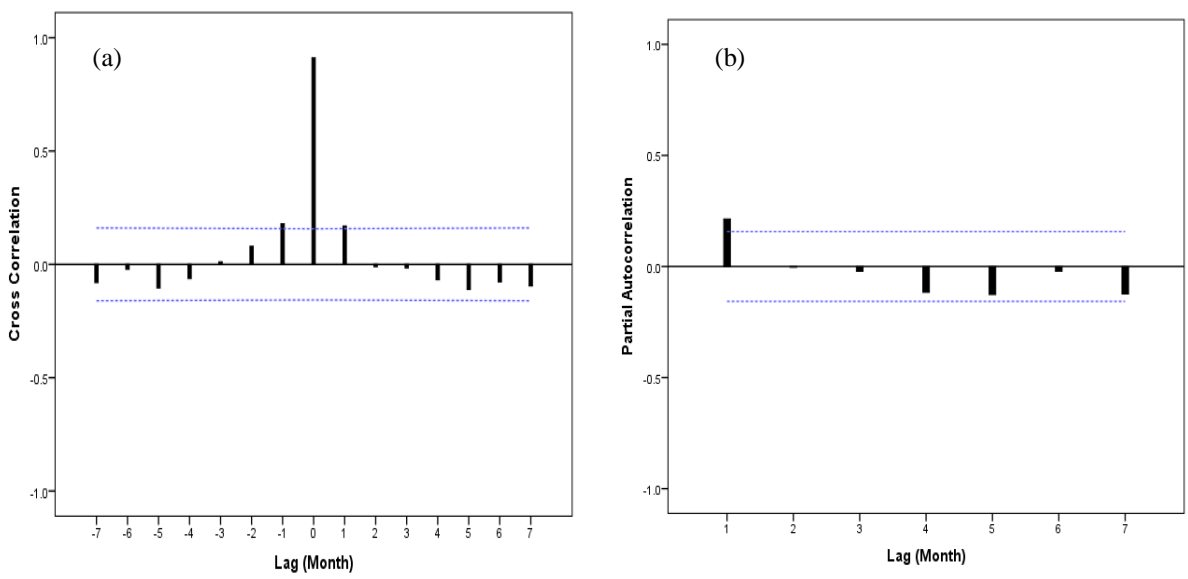 (a)
Cross Correlation
1.0
0.5
0.0
-0.5
-1.0
-7 -6 -5 -4 -3 -2 -1 0 1 2 3 4 5 6 7
Lag (Month)
(b)
Partial Autocorrelation
1.0
0.5
0.0
-0.5
-1.0
1 2 3 4 5 6 7
Lag (Month)